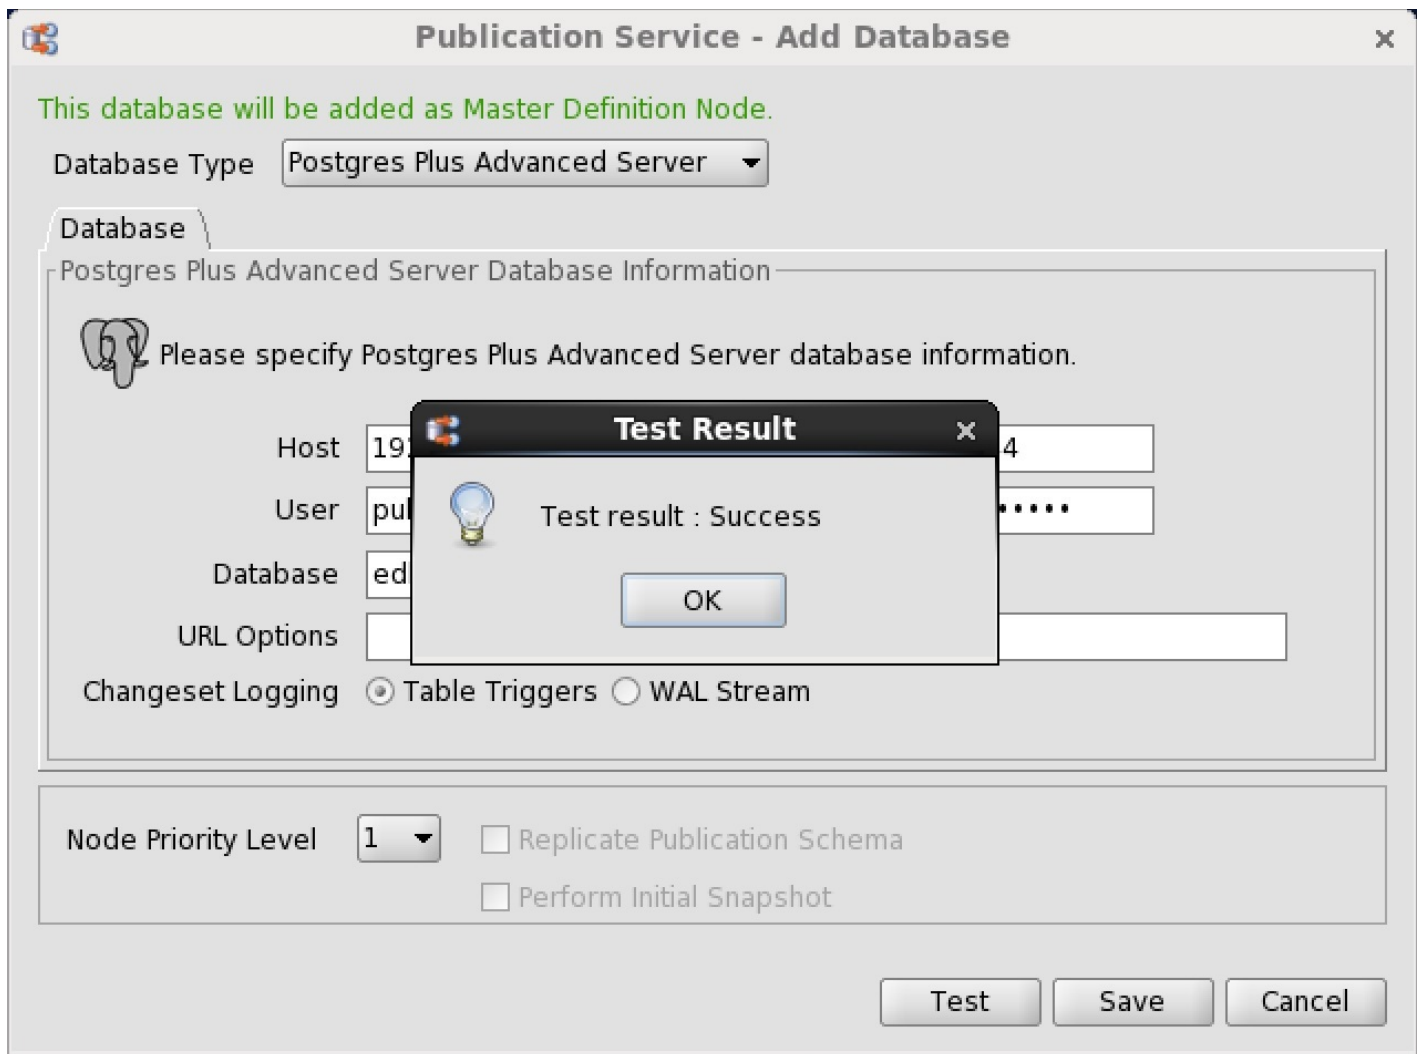 Publication Service - Add Database
This database will be added as Master Definition Node.
Database Type Postgres Plus Advanced Server
Database
Postgres Plus Advanced Server Database Information
Please specify Postgres Plus Advanced Server database information.
Test Result
Host 4
User
Test result : Success
Database
OK
URL Options
Changeset Logging Table Triggers WAL Stream
Node Priority Level 1 Replicate Publication Schema
Perform Initial Snapshot
Test Save Cancel